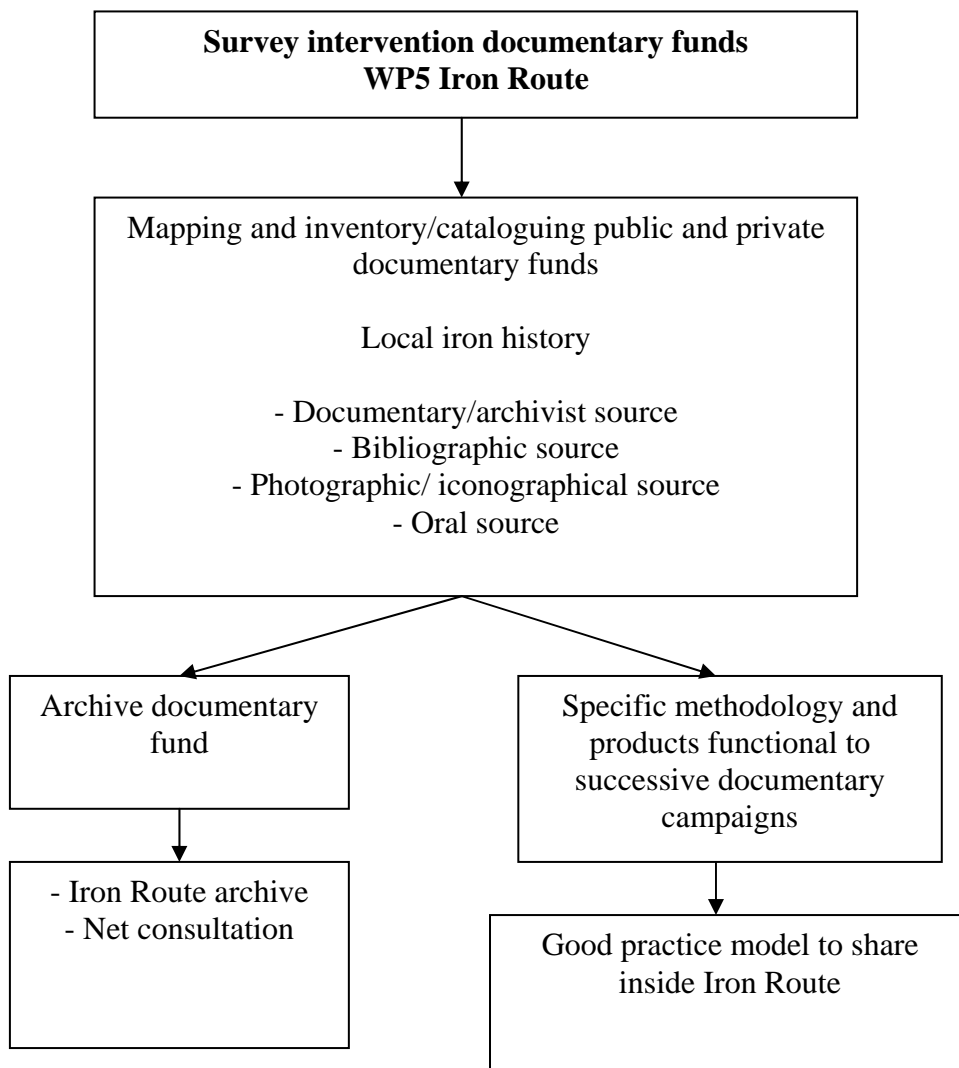 Survey intervention documentary funds
WP5 Iron Route
Mapping and inventory/cataloguing public and private
documentary funds
Local iron history
- Documentary/archivist source
- Bibliographic source
- Photographic/ iconographical source
- Oral source
Archive documentary
fund
- Iron Route archive
- Net consultation
Specific methodology and
products functional to
successive documentary
campaigns
Good practice model to share
inside Iron Route